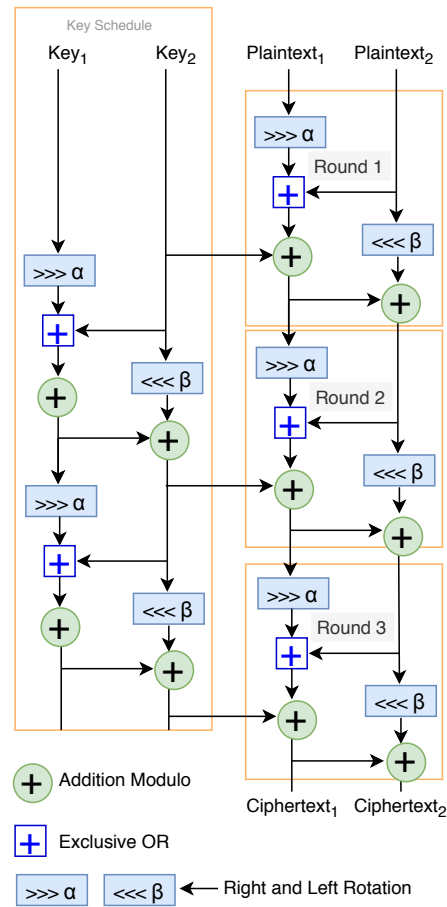 Key Schedule
Key1 Key2 Plaintext1 Plaintext2
>>> α
Round 1
+
<<< β
+
>>> α
+
+
>>> α
+
<<< β
Round 2
+
+
+
<<< β
+
>>> α
+
+
>>> α
+
<<< β
Round 3
+
+
+
<<< β
+
+
Ciphertext1 Ciphertext2
+ Addition Modulo
+ Exclusive OR
>>> α <<< β Right and Left Rotation